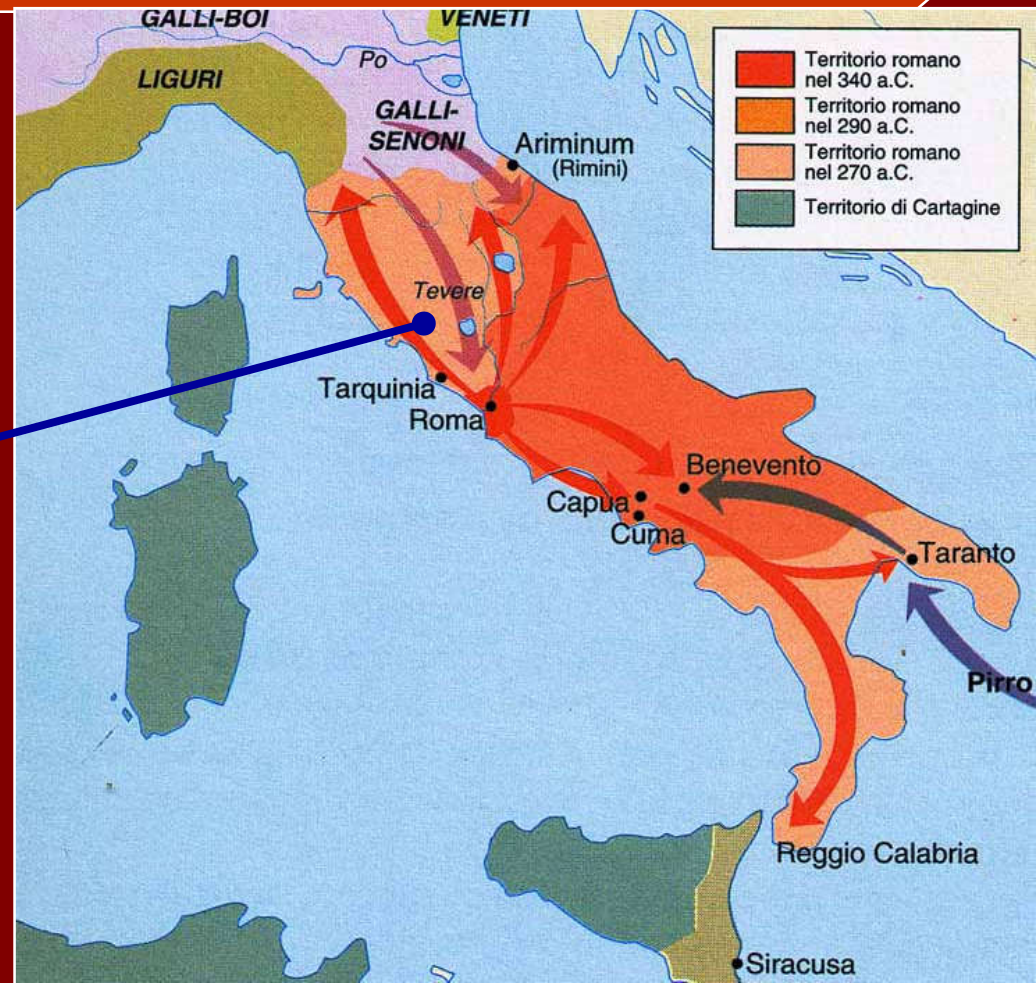 GALLI-BOI
VENETI
Po
LIGURI
GALLI-
SENONI
Ariminum
(Rimini)
Territorio romano
nel 340 a.C.
Territorio romano
nel 290 a.C.
Territorio romano
nel 270 a.C.
Territorio di Cartagine
Tevere
Tarquinia
Roma
Benevento
Capua
Cuma
Taranto
Pirro
Reggio Calabria
Siracusa